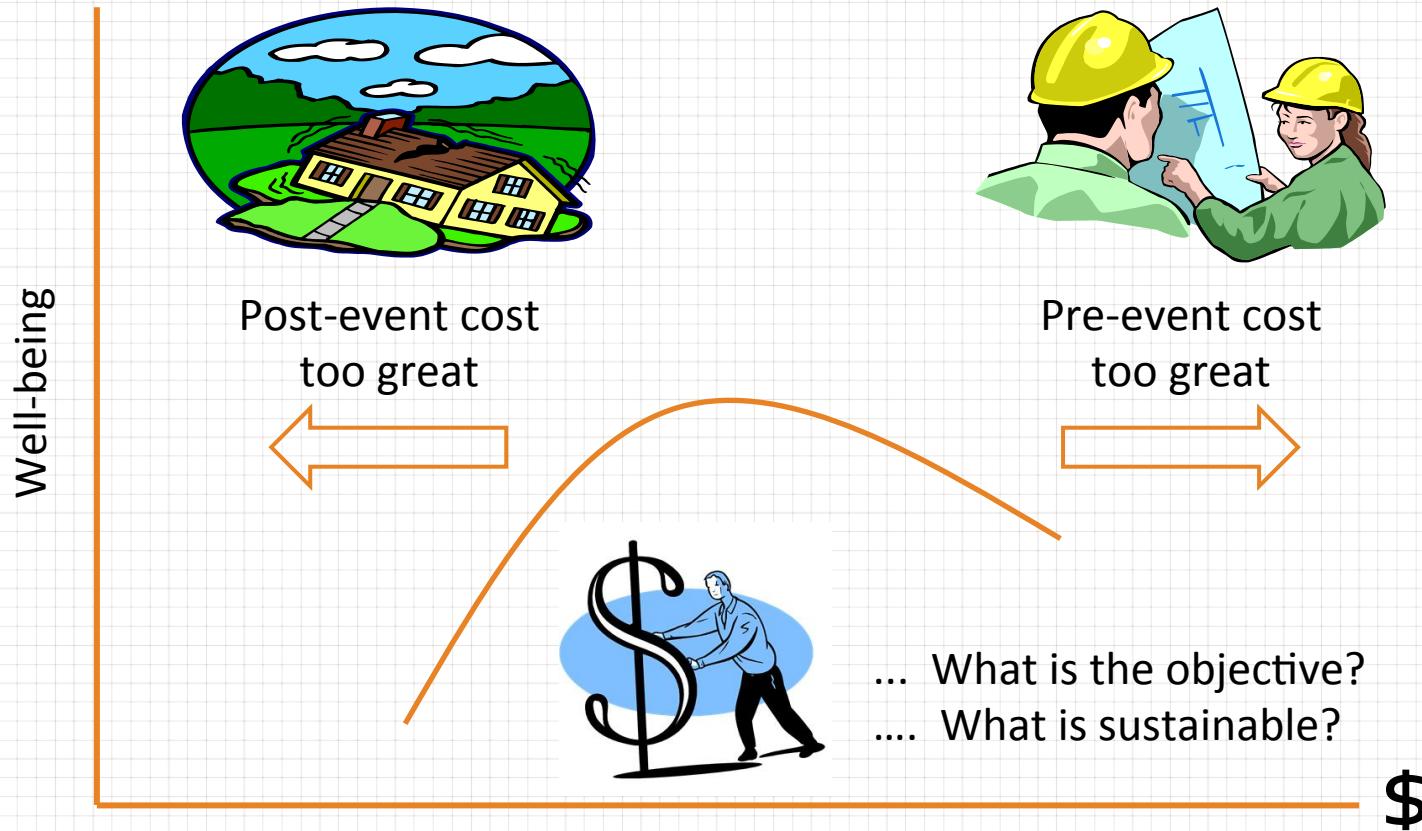 Well-being
Post-event cost
too great
Pre-event cost
too great
... What is the objective?
.... What is sustainable?
$
$